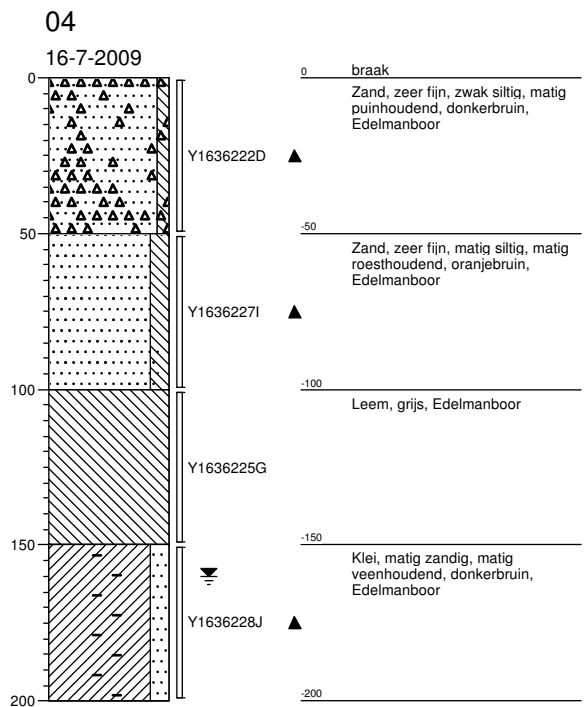 04
16-7-2009
0
0
braak
Zand, zeer fijn, zwak siltig, matig
puinhoudend, donkerbruin,
Edelmanboor
Y1636222D
50
-50
Zand, zeer fijn, matig siltig, matig
roesthoudend, oranjebruin,
Edelmanboor
Y1636227I
100
-100
Leem, grijs, Edelmanboor
Y1636225G
150
-150
Klei, matig zandig, matig
veenhoudend, donkerbruin,
Edelmanboor
Y1636228J
200
-200